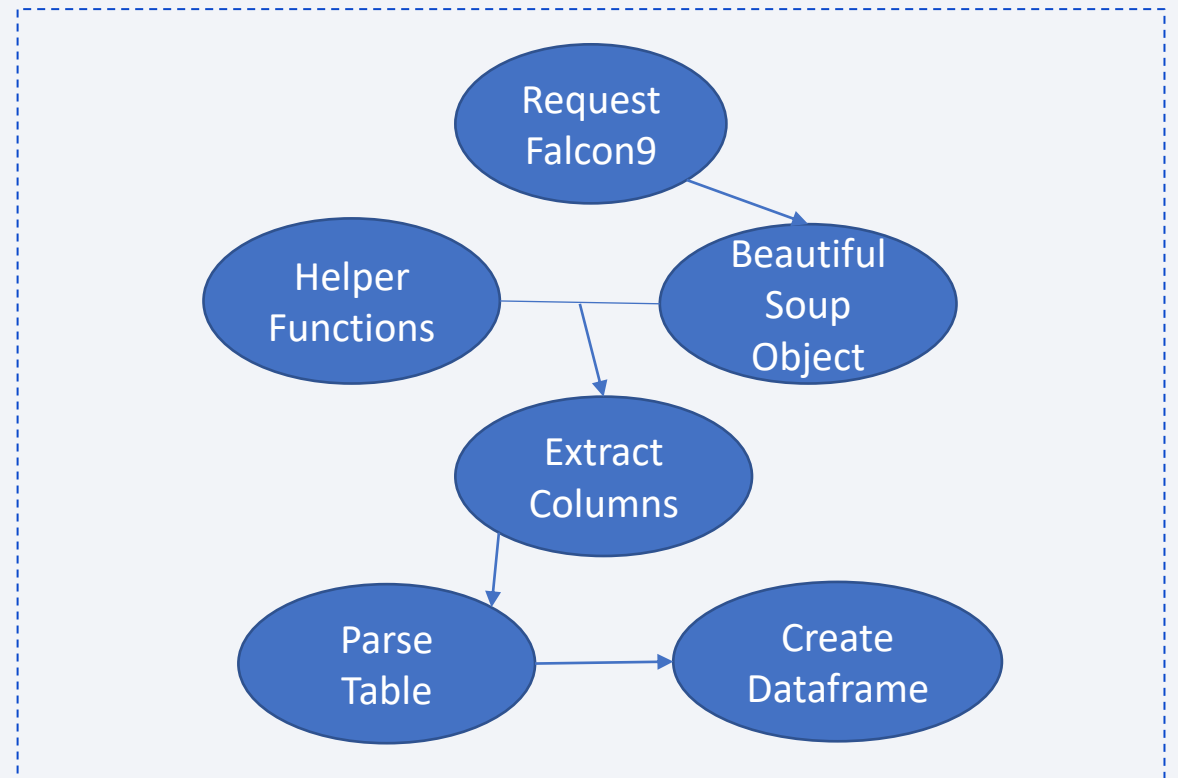 Request
Falcon9
Helper
Functions
Beautiful
Soup
Object
Extract
Columns
Parse
Table
Create
Dataframe